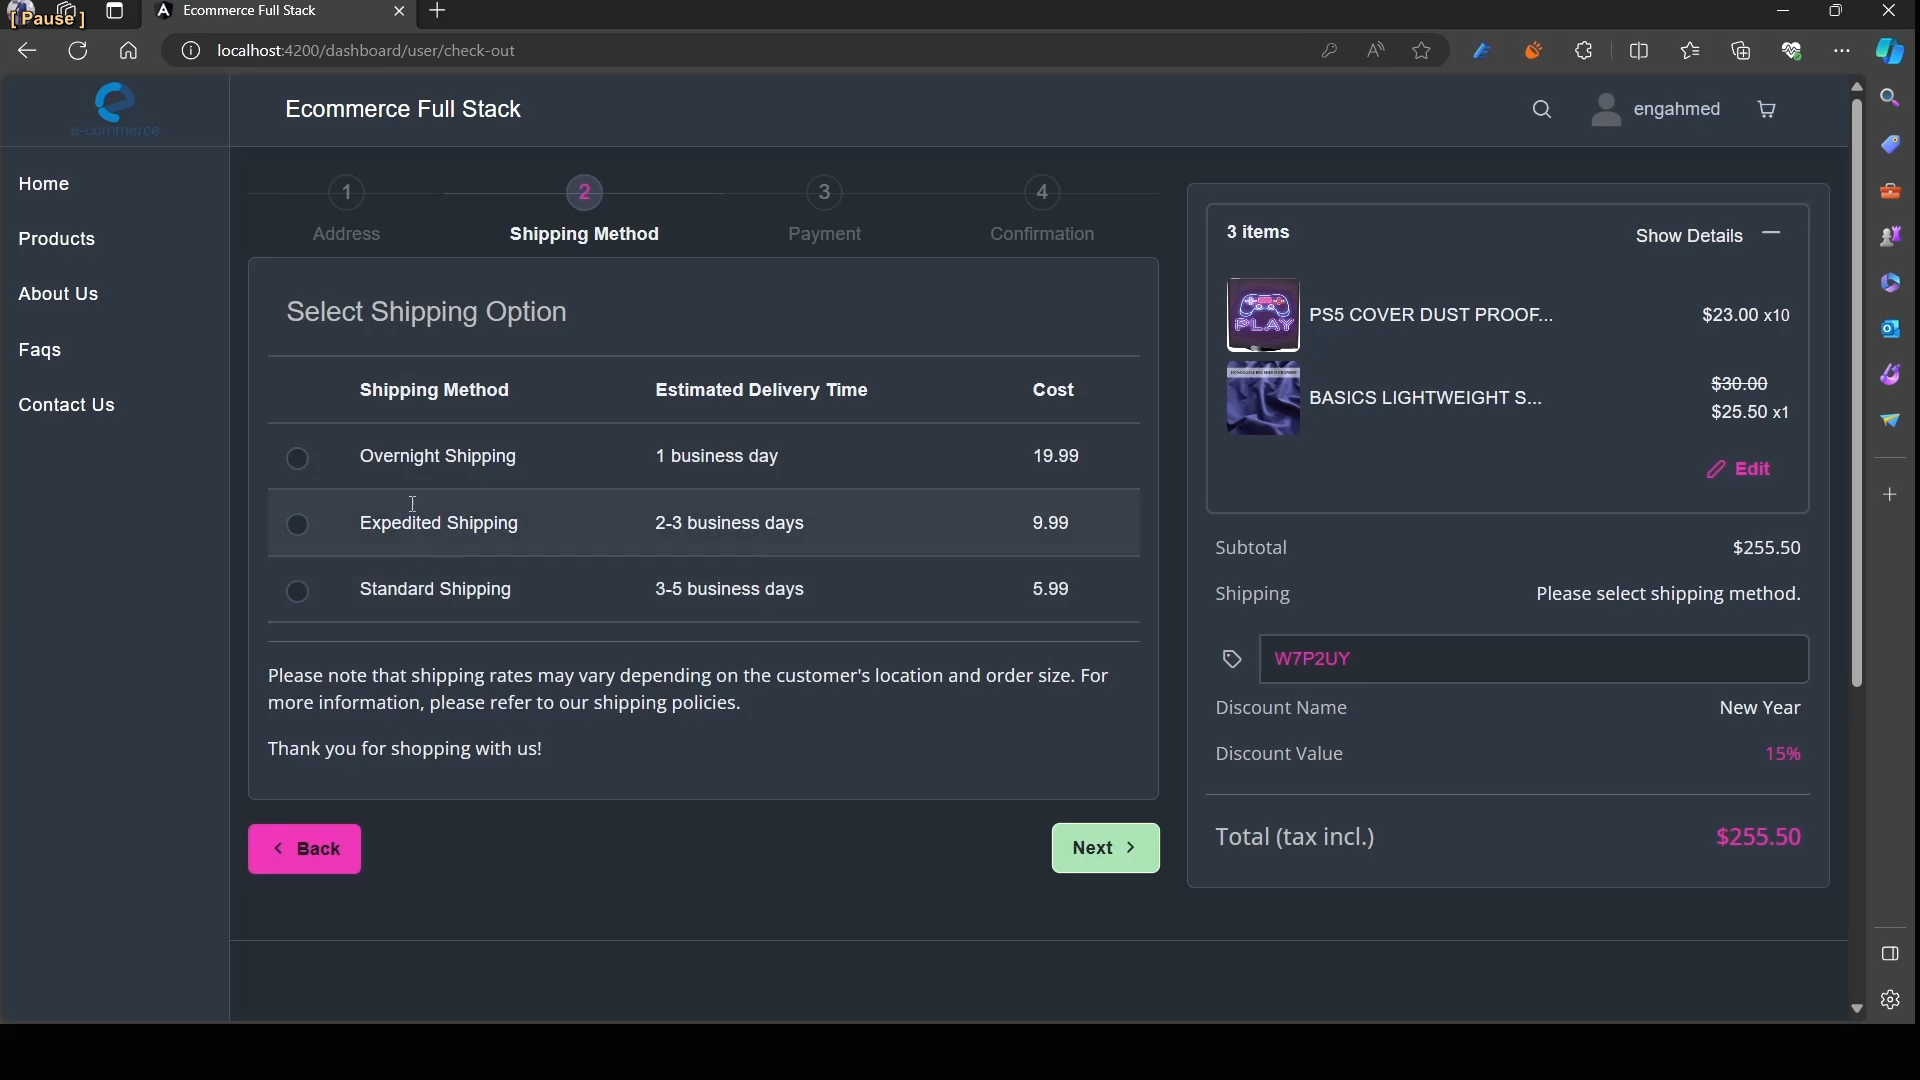 [ Pause ]
Ecommerce Full Stack
localhost:4200/dashboard/user/check-out
e-commerce
Ecommerce Full Stack
engahmed
Home
Products
About Us
Faqs
Contact Us
1
2
3
4
Address
Shipping Method
Payment
Confirmation
Select Shipping Option
Shipping Method Estimated Delivery Time Cost
Overnight Shipping 1 business day 19.99
Expedited Shipping 2-3 business days 9.99
Standard Shipping 3-5 business days 5.99
Please note that shipping rates may vary depending on the customer's location and order size. For
more information, please refer to our shipping policies.
Thank you for shopping with us!
Back
Next
3 items
Show Details
PLAY
PS5 COVER DUST PROOF...
$23.00 x10
BASICS LIGHTWEIGHT S...
$30.00
$25.50 x1
Edit
Subtotal $255.50
Shipping Please select shipping method.
W7P2UY
Discount Name New Year
Discount Value 15%
Total (tax incl.) $255.50